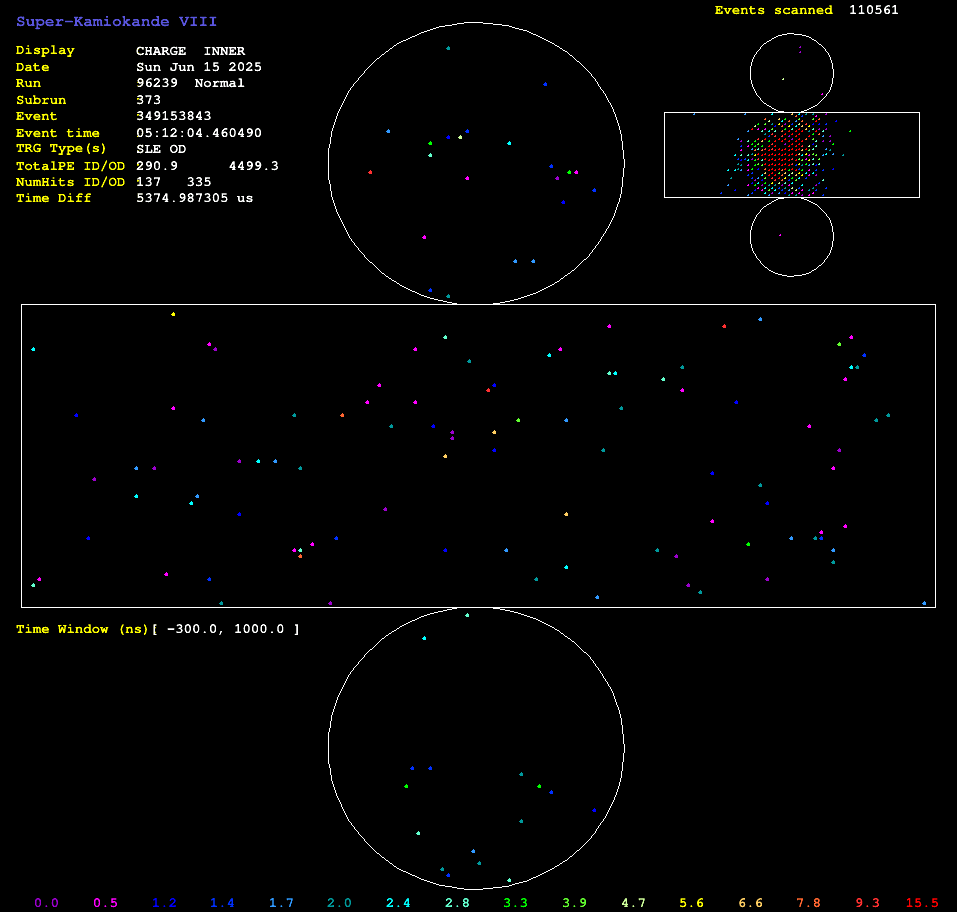 Super-Kamiokande VIII
Events scanned 110561
Display CHARGE INNER
Date Sun Jun 15 2025
Run 96239 Normal
Subrun 373
Event 349153843
Event time 05:12:04.460490
TRG Type(s) SLE OD
TotalPE ID/OD 290.9 4499.3
NumHits ID/OD 137 335
Time Diff 5374.987305 us
Time Window (ns)[ -300.0, 1000.0 ]
0.0 0.5 1.2 1.4 1.7 2.0 2.4 2.8 3.3 3.9 4.7 5.6 6.6 7.8 9.3 15.5